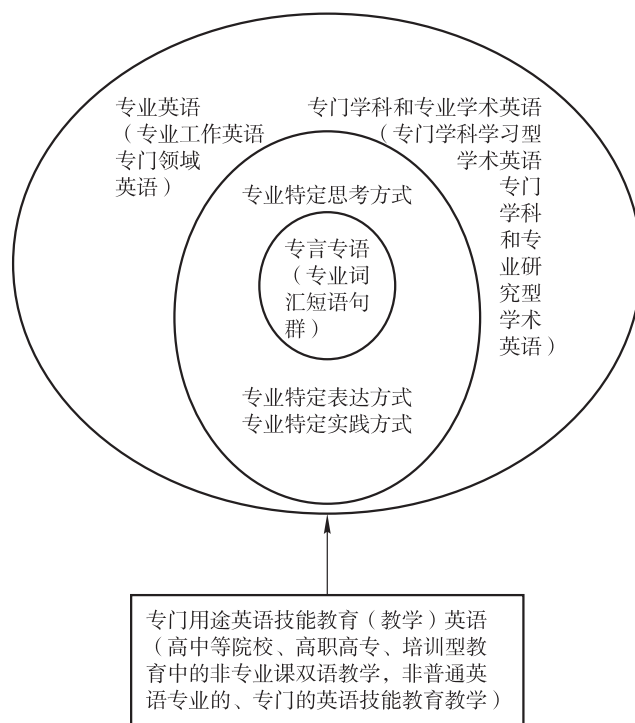 专业英语
（专业工作英语
专门领域
英语）
专门学科和专业学术英语
（专门学科学习型
学术英语
专门
学科
和专
业研
究型
学术
英语）
专业特定思考方式
专言专语
（专业词
汇短语句
群）
专业特定表达方式
专业特定实践方式
专门用途英语技能教育（教学）英语
（高中等院校、高职高专、培训型教
育中的非专业课双语教学，非普通英
语专业的、专门的英语技能教育教学）